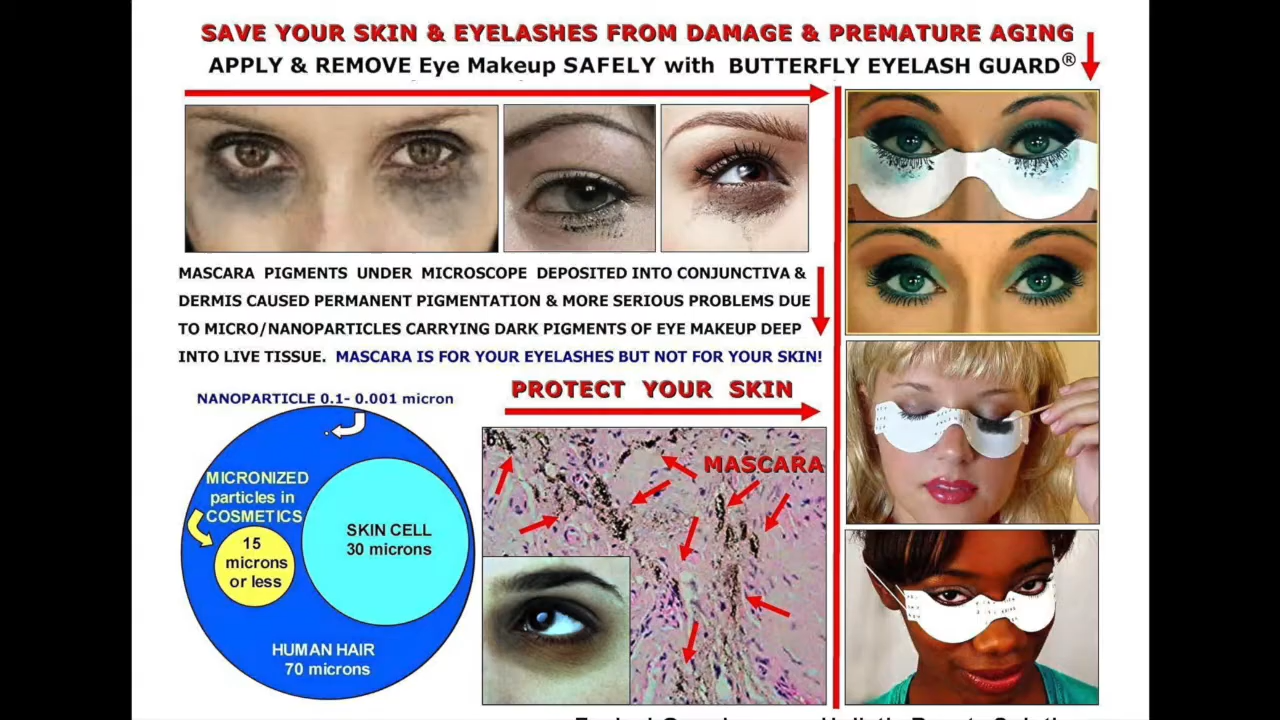 SAVE YOUR SKIN & EYELASHES FROM DAMAGE & PREMATURE AGING
APPLY & REMOVE Eye Makeup SAFELY with BUTTERFLY EYELASH GUARD®
MASCARA PIGMENTS UNDER MICROSCOPE DEPOSITED INTO CONJUNCTIVA &
DERMIS CAUSED PERMANENT PIGMENTATION & MORE SERIOUS PROBLEMS DUE
TO MICRO/NANOPARTICLES CARRYING DARK PIGMENTS OF EYE MAKEUP DEEP
INTO LIVE TISSUE. MASCARA IS FOR YOUR EYELASHES BUT NOT FOR YOUR SKIN!
NANOPARTICLE 0.1- 0.001 micron
MICRONIZED
particles in
COSMETICS
15
microns
or less
SKIN CELL
30 microns
HUMAN HAIR
70 microns
PROTECT YOUR SKIN
MASCARA